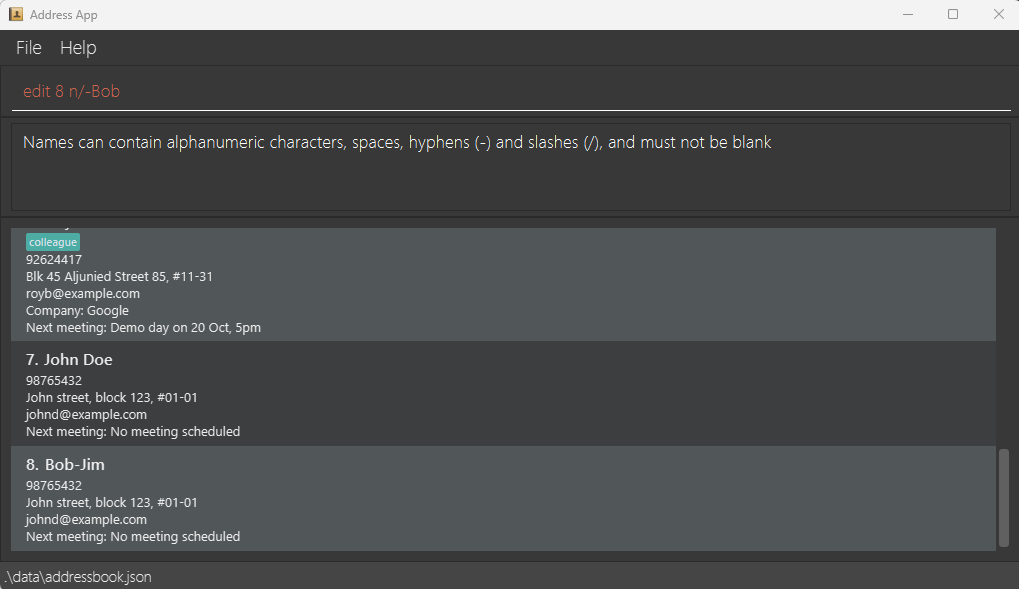 Address App
File Help
edit 8 n/-Bob
Names can contain alphanumeric characters, spaces, hyphens (-) and slashes (/), and must not be blank
colleague
92624417
Blk 45 Aljunied Street 85, #11-31
royb@example.com
Company: Google
Next meeting: Demo day on 20 Oct, 5pm
7. John Doe
98765432
John street, block 123, #01-01
johnd@example.com
Next meeting: No meeting scheduled
8. Bob-Jim
98765432
John street, block 123, #01-01
johnd@example.com
Next meeting: No meeting scheduled
.\data\addressbook.json